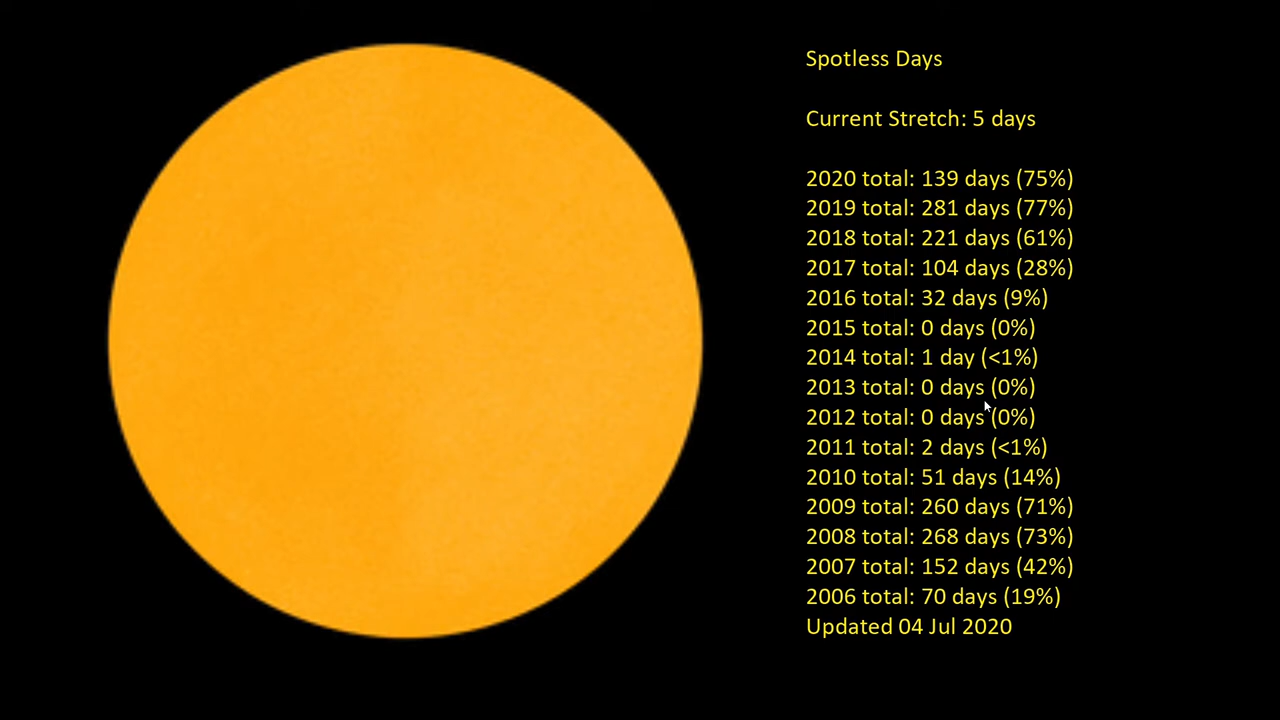 Spotless Days
Current Stretch: 5 days
2020 total: 139 days (75%)
2019 total: 281 days (77%)
2018 total: 221 days (61%)
2017 total: 104 days (28%)
2016 total: 32 days (9%)
2015 total: 0 days (0%)
2014 total: 1 day (<1%)
2013 total: 0 days (0%)
2012 total: 0 days (0%)
2011 total: 2 days (<1%)
2010 total: 51 days (14%)
2009 total: 260 days (71%)
2008 total: 268 days (73%)
2007 total: 152 days (42%)
2006 total: 70 days (19%)
Updated 04 Jul 2020